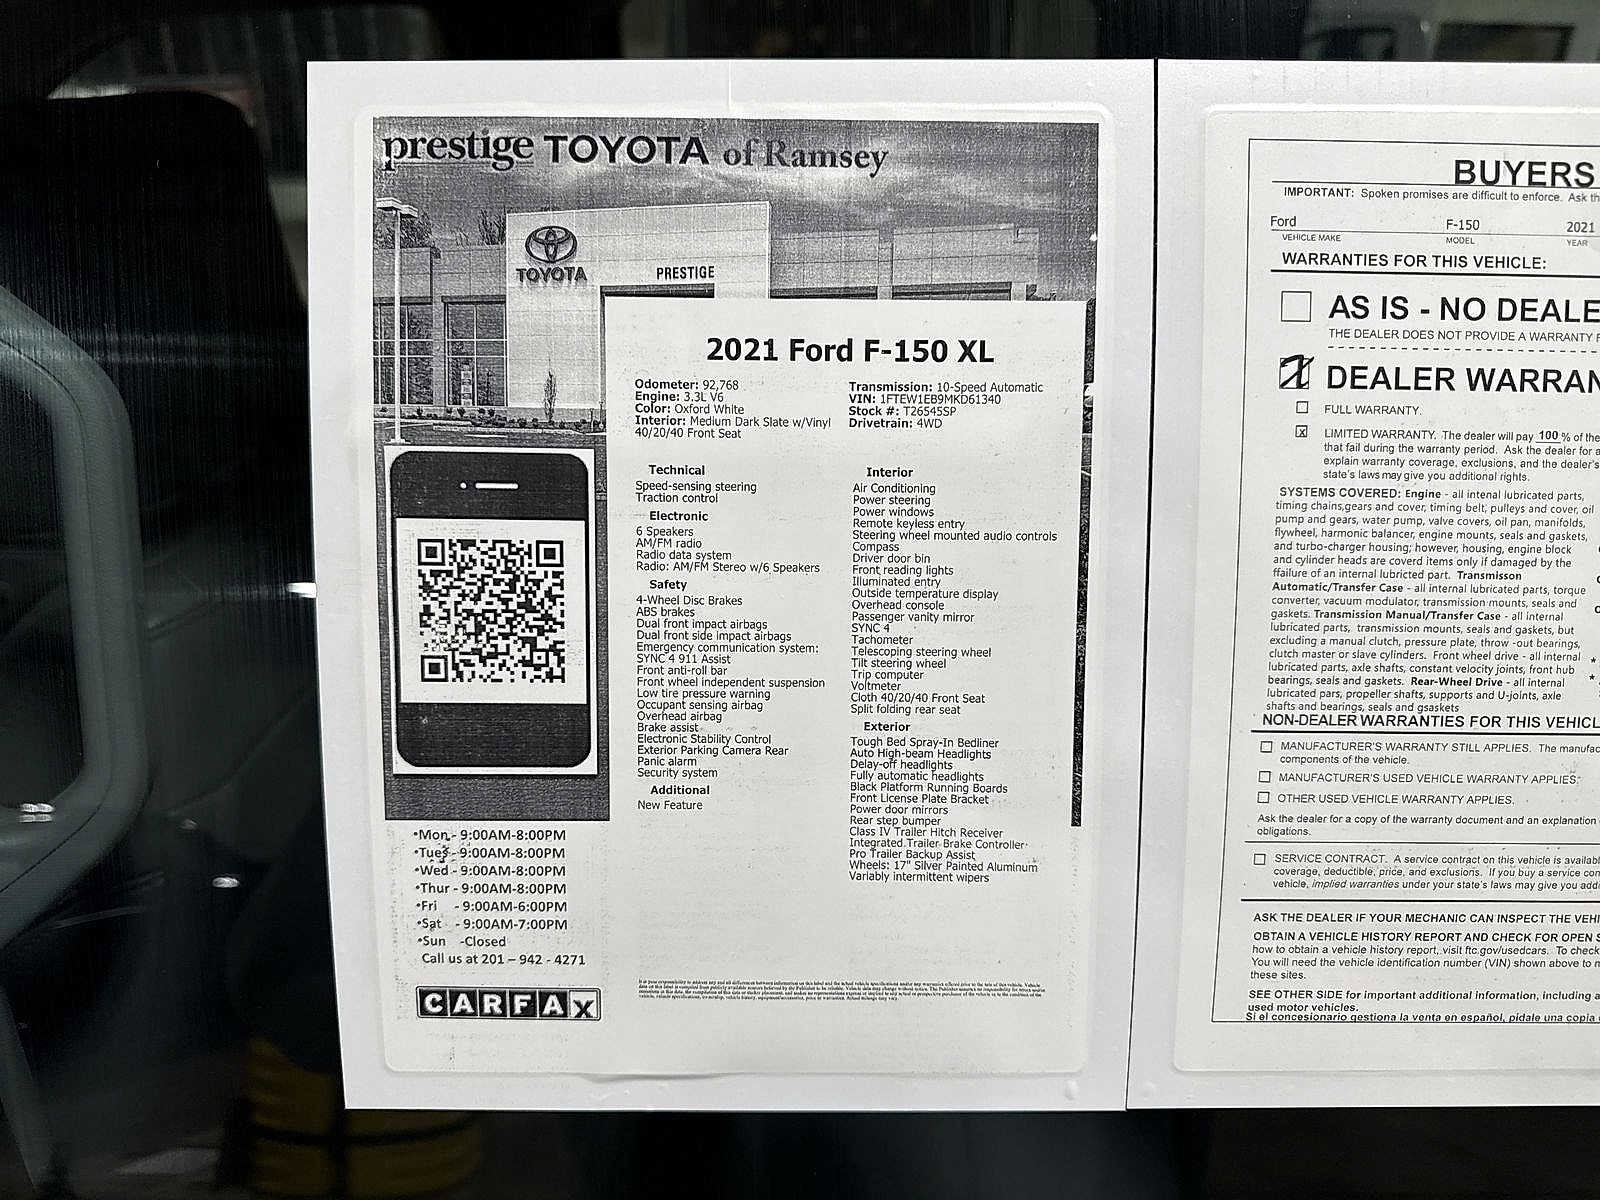 prestige TOYOTA of Ramsey
TOYOTA
PRESTIGE
2021 Ford F-150 XL
Odometer: 92,768
Engine: 3.3L V6
Color: Oxford White
Interior: Medium Dark Slate w/Vinyl
40/20/40 Front Seat
Transmission: 10-Speed Automatic
VIN: 1FTEW1EB9MKD61340
Stock #: T26545SP
Drivetrain: 4WD
Technical
Speed-sensing steering
Traction control
Electronic
6 Speakers
AM/FM radio
Radio data system
Radio: AM/FM Stereo w/6 Speakers
Safety
4-Wheel Disc Brakes
ABS brakes
Dual front impact airbags
Dual front side impact airbags
Emergency communication system:
SYNC 4 911 Assist
Front anti-roll bar
Front wheel independent suspension
Low tire pressure warning
Occupant sensing airbag
Overhead airbag
Brake assist
Electronic Stability Control
Exterior Parking Camera Rear
Panic alarm
Security system
Additional
New Feature
Interior
Air Conditioning
Power steering
Power windows
Remote keyless entry
Steering wheel mounted audio controls
Compass
Driver door bin
Front reading lights
Illuminated entry
Outside temperature display
Overhead console
Passenger vanity mirror
SYNC 4
Tachometer
Telescoping steering wheel
Tilt steering wheel
Trip computer
Voltmeter
Cloth 40/20/40 Front Seat
Split folding rear seat
Exterior
Tough Bed Spray-In Bedliner
Auto High-beam Headlights
Delay-off headlights
Fully automatic headlights
Black Platform Running Boards
Front License Plate Bracket
Power door mirrors
Rear step bumper
Class IV Trailer Hitch Receiver
Integrated Trailer Brake Controller
Pro Trailer Backup Assist
Wheels: 17" Silver Painted Aluminum
Variably intermittent wipers
•Mon - 9:00AM-8:00PM
•Tues - 9:00AM-8:00PM
•Wed - 9:00AM-8:00PM
•Thur - 9:00AM-8:00PM
•Fri - 9:00AM-6:00PM
•Sat - 9:00AM-7:00PM
•Sun -Closed
Call us at 201 – 942 - 4271
CARFAX
BUYERS
IMPORTANT: Spoken promises are difficult to enforce. Ask th
Ford F-150 2021
VEHICLE MAKE MODEL YEAR
WARRANTIES FOR THIS VEHICLE:
AS IS - NO DEALE
THE DEALER DOES NOT PROVIDE A WARRANTY F
DEALER WARRAN
FULL WARRANTY.
x LIMITED WARRANTY. The dealer will pay 100 % of the
that fail during the warranty period. Ask the dealer for a
explain warranty coverage, exclusions, and the dealer's
state's laws may give you additional rights.
SYSTEMS COVERED: Engine - all intenal lubricated parts,
timing chains,gears and cover, timing belt, pulleys and cover, oil
pump and gears, water pump, valve covers, oil pan, manifolds,
flywheel, harmonic balancer, engine mounts, seals and gaskets,
and turbo-charger housing; however, housing, engine block
and cylinder heads are coverd items only if damaged by the
ffailure of an internal lubricted part. Transmisson
Automatic/Transfer Case - all internal lubricated parts, torque
converter, vacuum modulator, transmission mounts, seals and
gaskets. Transmission Manual/Transfer Case - all internal
lubricated parts, transmission mounts, seals and gaskets, but
excluding a manual clutch, pressure plate, throw -out bearings,
clutch master or slave cylinders. Front wheel drive - all internal
lubricated parts, axle shafts, constant velocity joints, front hub
bearings, seals and gaskets. Rear-Wheel Drive - all internal
lubricated pars, propeller shafts, supports and U-joints, axle
shafts and bearings, seals and gsaskets
NON-DEALER WARRANTIES FOR THIS VEHICL
MANUFACTURER'S WARRANTY STILL APPLIES. The manufac
components of the vehicle.
MANUFACTURER'S USED VEHICLE WARRANTY APPLIES.
OTHER USED VEHICLE WARRANTY APPLIES.
Ask the dealer for a copy of the warranty document and an explanation
obligations.
SERVICE CONTRACT. A service contract on this vehicle is availab
coverage, deductible, price, and exclusions. If you buy a service con
vehicle, implied warranties under your state's laws may give you addi
ASK THE DEALER IF YOUR MECHANIC CAN INSPECT THE VEHI
OBTAIN A VEHICLE HISTORY REPORT AND CHECK FOR OPEN S
how to obtain a vehicle history report, visit ftc.gov/usedcars. To check
You will need the vehicle identification number (VIN) shown above to m
these sites.
SEE OTHER SIDE for important additional information, including a
used motor vehicles.
Si el concesionario gestiona la venta en español, pídale una copia